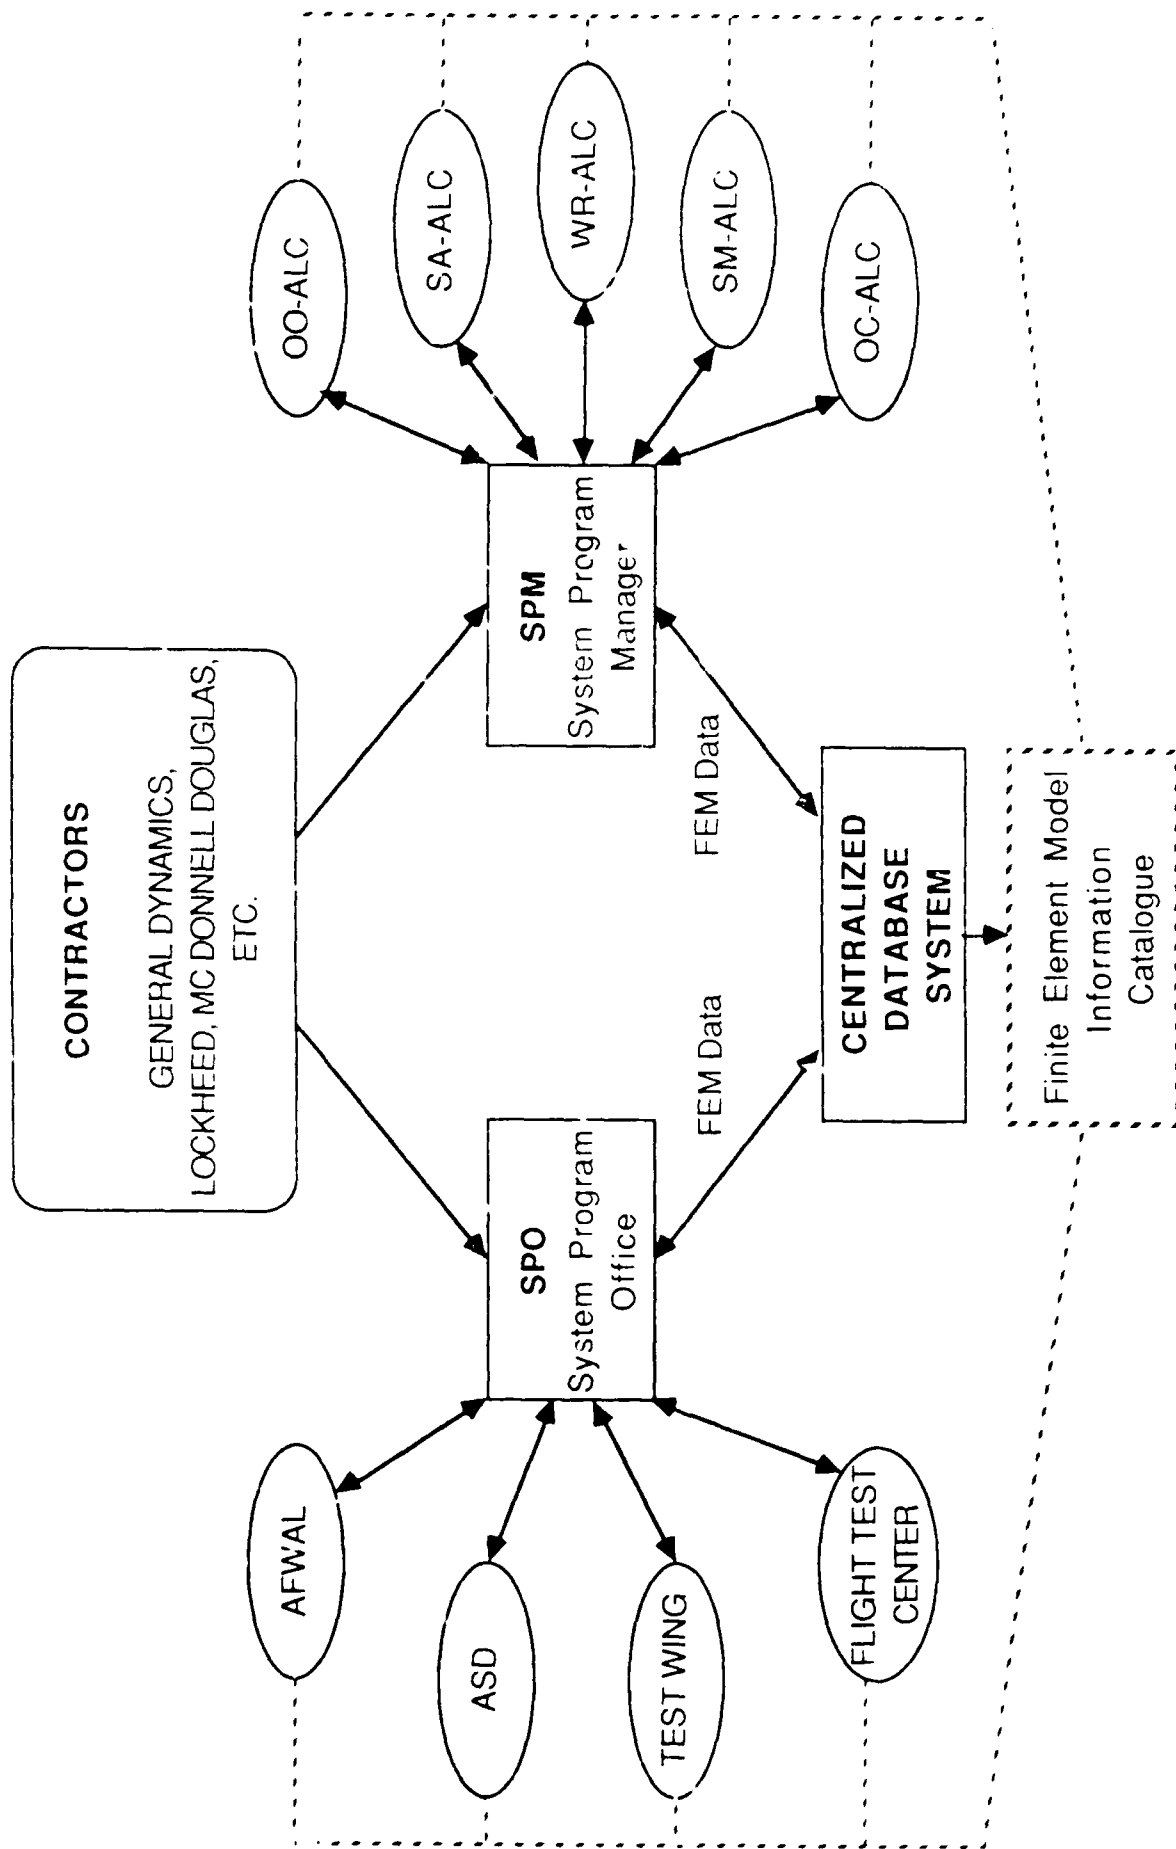 CONTRACTORS
GENERAL DYNAMICS,
LOCKHEED, MC DONNELL DOUGLAS,
ETC.
AFWAL
ASD
TEST WING
FLIGHT TEST
CENTER
SPO
System Program
Office
SPM
System Program
Manager
OO-ALC
SA-ALC
WR-ALC
SM-ALC
OC-ALC
FEM Data
FEM Data
CENTRALIZED
DATABASE
SYSTEM
Finite Element Model
Information
Catalogue